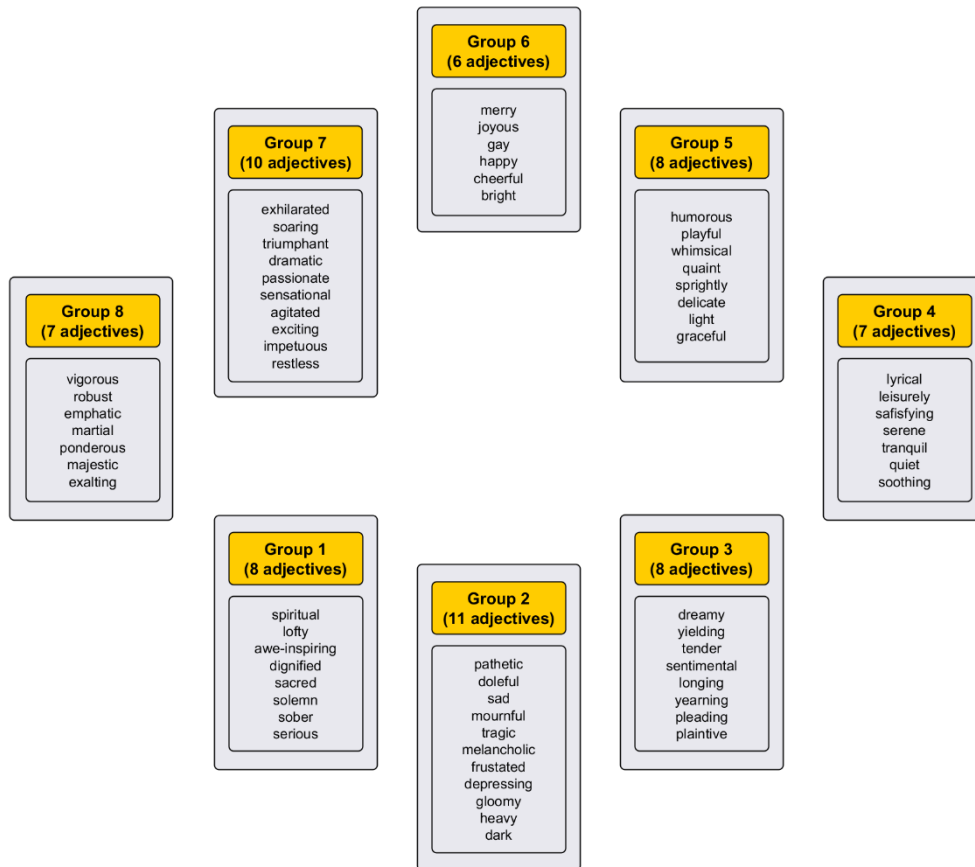 Group 6
(6 adjectives)
merry
joyous
gay
happy
cheerful
bright
Group 7
(10 adjectives)
exhilarated
soaring
triumphant
dramatic
passionate
sensational
agitated
exciting
impetuous
restless
Group 5
(8 adjectives)
humorous
playful
whimsical
quaint
sprightly
delicate
light
graceful
Group 8
(7 adjectives)
vigorous
robust
emphatic
martial
ponderous
majestic
exalting
Group 4
(7 adjectives)
lyrical
leisurely
safisfying
serene
tranquil
quiet
soothing
Group 1
(8 adjectives)
spiritual
lofty
awe-inspiring
dignified
sacred
solemn
sober
serious
Group 2
(11 adjectives)
pathetic
doleful
sad
mournful
tragic
melancholic
frustated
depressing
gloomy
heavy
dark
Group 3
(8 adjectives)
dreamy
yielding
tender
sentimental
longing
yearning
pleading
plaintive